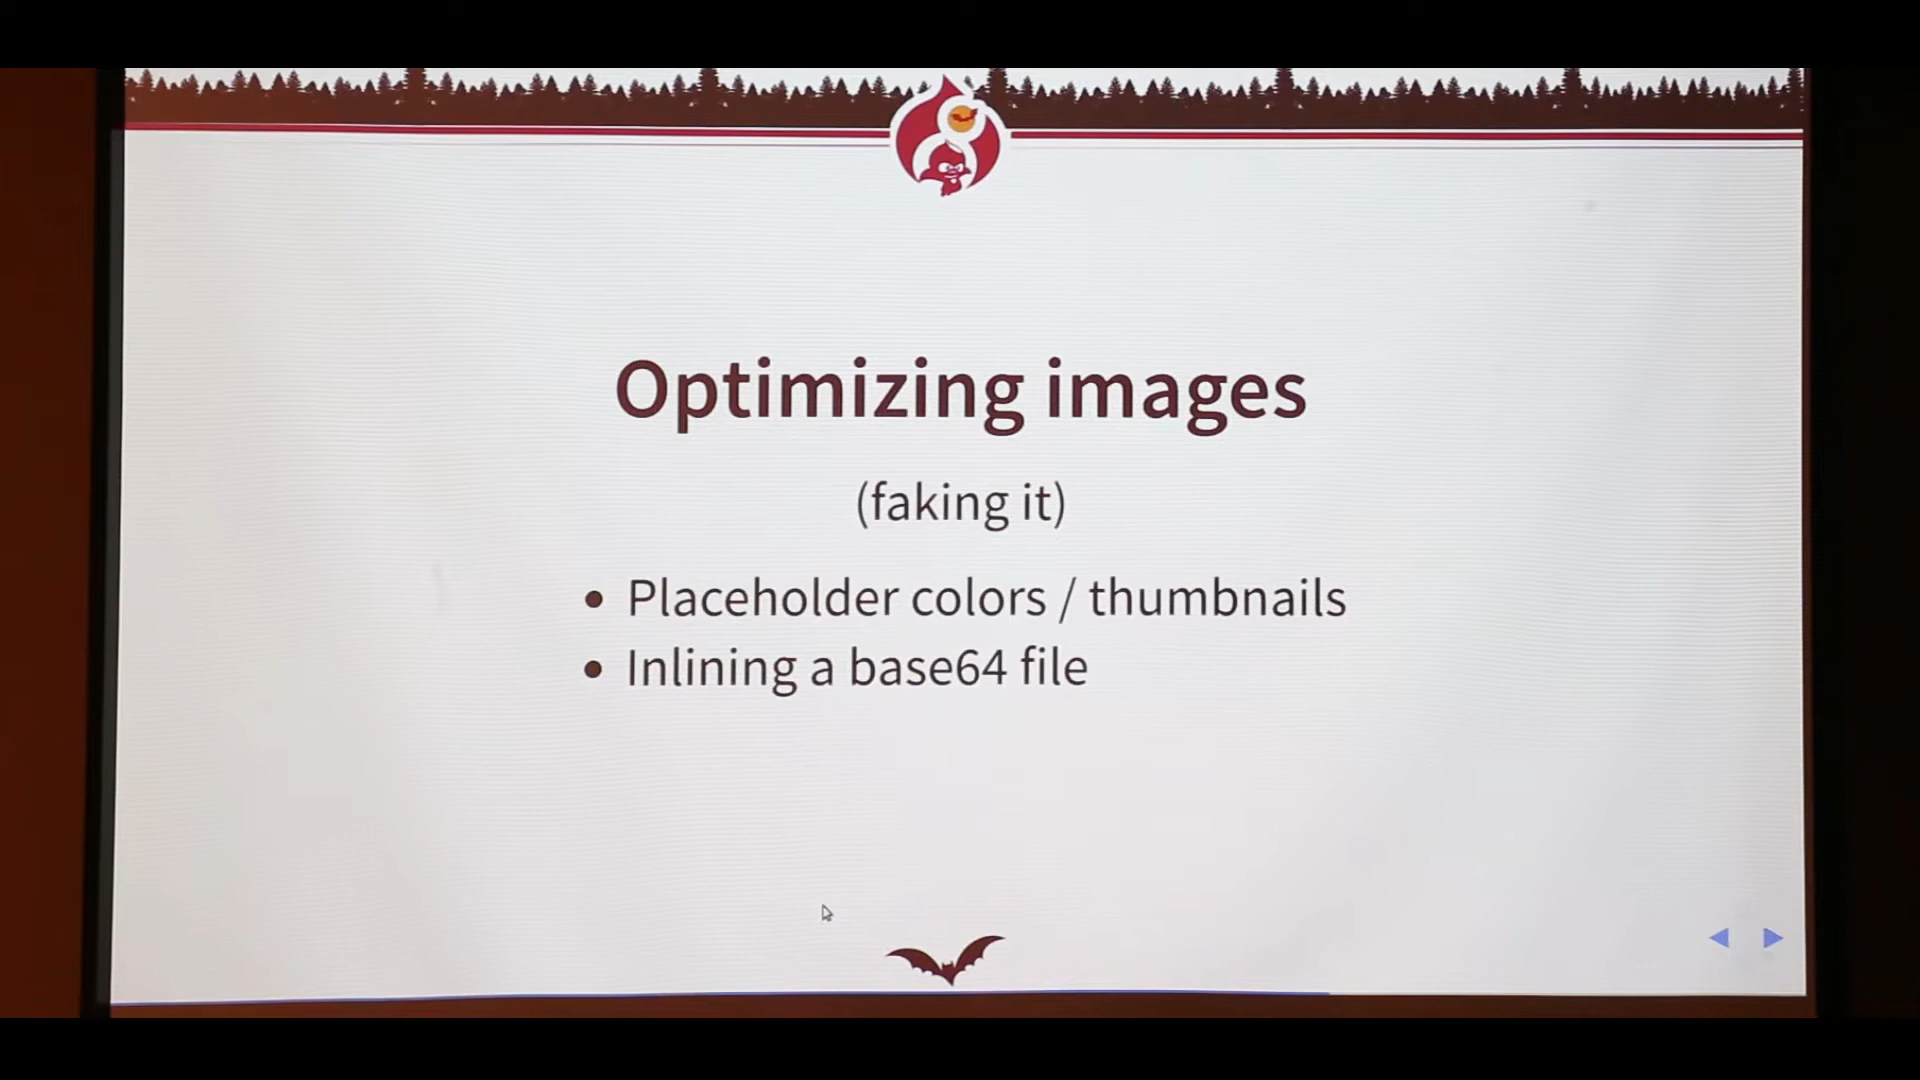 Optimizing images
(faking it)
• Placeholder colors / thumbnails
• Inlining a base64 file